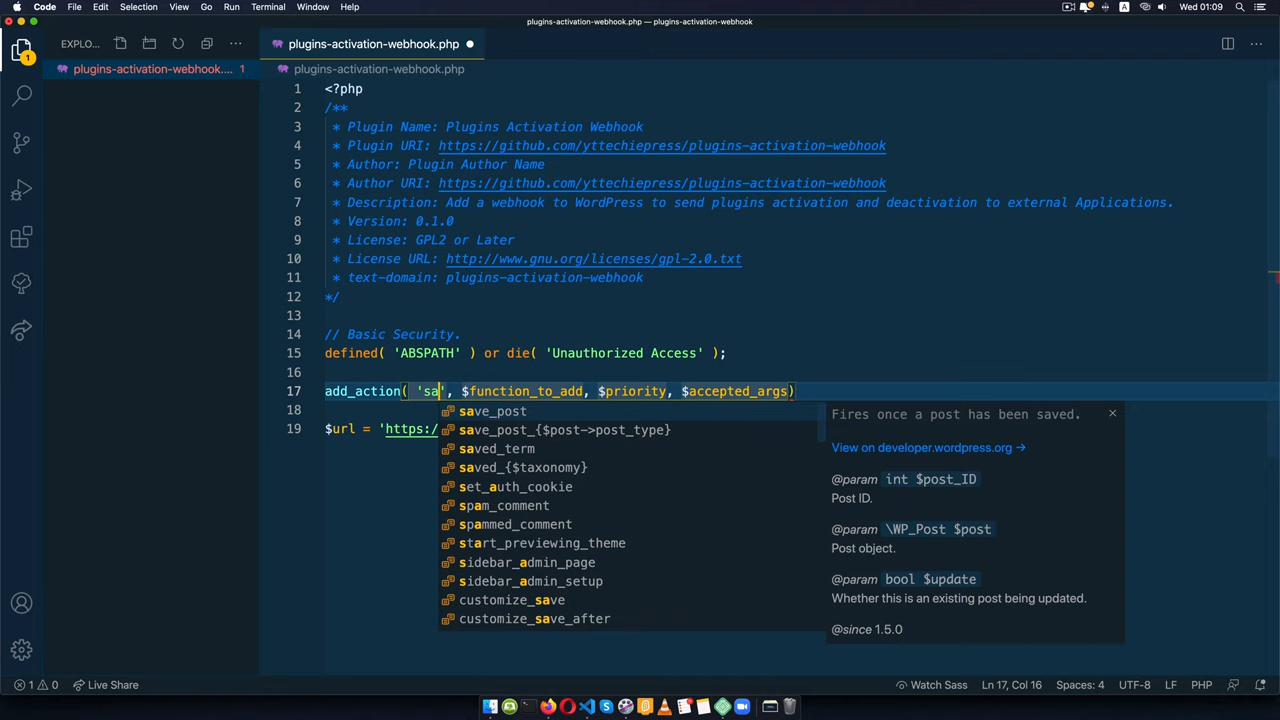 Code File Edit Selection View Go Run Terminal Window Help
A Wed 01:09
plugins-activation-webhook.php — plugins-activation-webhook
EXPLO...
plugins-activation-webhook.php
plugins-activation-webhook.... 1
plugins-activation-webhook.php
1 <?php
2 /**
3 * Plugin Name: Plugins Activation Webhook
4 * Plugin URI: https://github.com/yttechiepress/plugins-activation-webhook
5 * Author: Plugin Author Name
6 * Author URI: https://github.com/yttechiepress/plugins-activation-webhook
7 * Description: Add a webhook to WordPress to send plugins activation and deactivation to external Applications.
8 * Version: 0.1.0
9 * License: GPL2 or Later
10 * License URL: http://www.gnu.org/licenses/gpl-2.0.txt
11 * text-domain: plugins-activation-webhook
12 */
13
14 // Basic Security.
15 defined( 'ABSPATH' ) or die( 'Unauthorized Access' );
16
17 add_action( 'sa', $function_to_add, $priority, $accepted_args)
18
19 $url = 'https:/
save_post
save_post_{$post->post_type}
saved_term
saved_{$taxonomy}
set_auth_cookie
spam_comment
spammed_comment
start_previewing_theme
sidebar_admin_page
sidebar_admin_setup
customize_save
customize_save_after
Fires once a post has been saved.
View on developer.wordpress.org →
@param int $post_ID
Post ID.
@param \WP_Post $post
Post object.
@param bool $update
Whether this is an existing post being updated.
@since 1.5.0
1
1 0 Live Share
Watch Sass Ln 17, Col 16 Spaces: 4 UTF-8 LF PHP